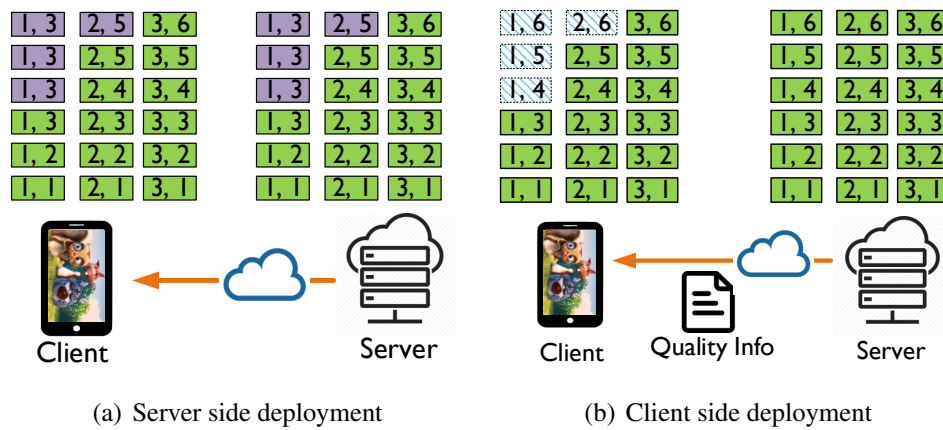 1, 3 2, 5 3, 6 1, 3 2, 5 3, 6
1, 3 2, 5 3, 5 1, 3 2, 5 3, 5
1, 3 2, 4 3, 4 1, 3 2, 4 3, 4
1, 3 2, 3 3, 3 1, 3 2, 3 3, 3
1, 2 2, 2 3, 2 1, 2 2, 2 3, 2
1, 1 2, 1 3, 1 1, 1 2, 1 3, 1
Client Server
(a) Server side deployment
1, 6 2, 6 3, 6 1, 6 2, 6 3, 6
1, 5 2, 5 3, 5 1, 5 2, 5 3, 5
1, 4 2, 4 3, 4 1, 4 2, 4 3, 4
1, 3 2, 3 3, 3 1, 3 2, 3 3, 3
1, 2 2, 2 3, 2 1, 2 2, 2 3, 2
1, 1 2, 1 3, 1 1, 1 2, 1 3, 1
Client Quality Info Server
(b) Client side deployment